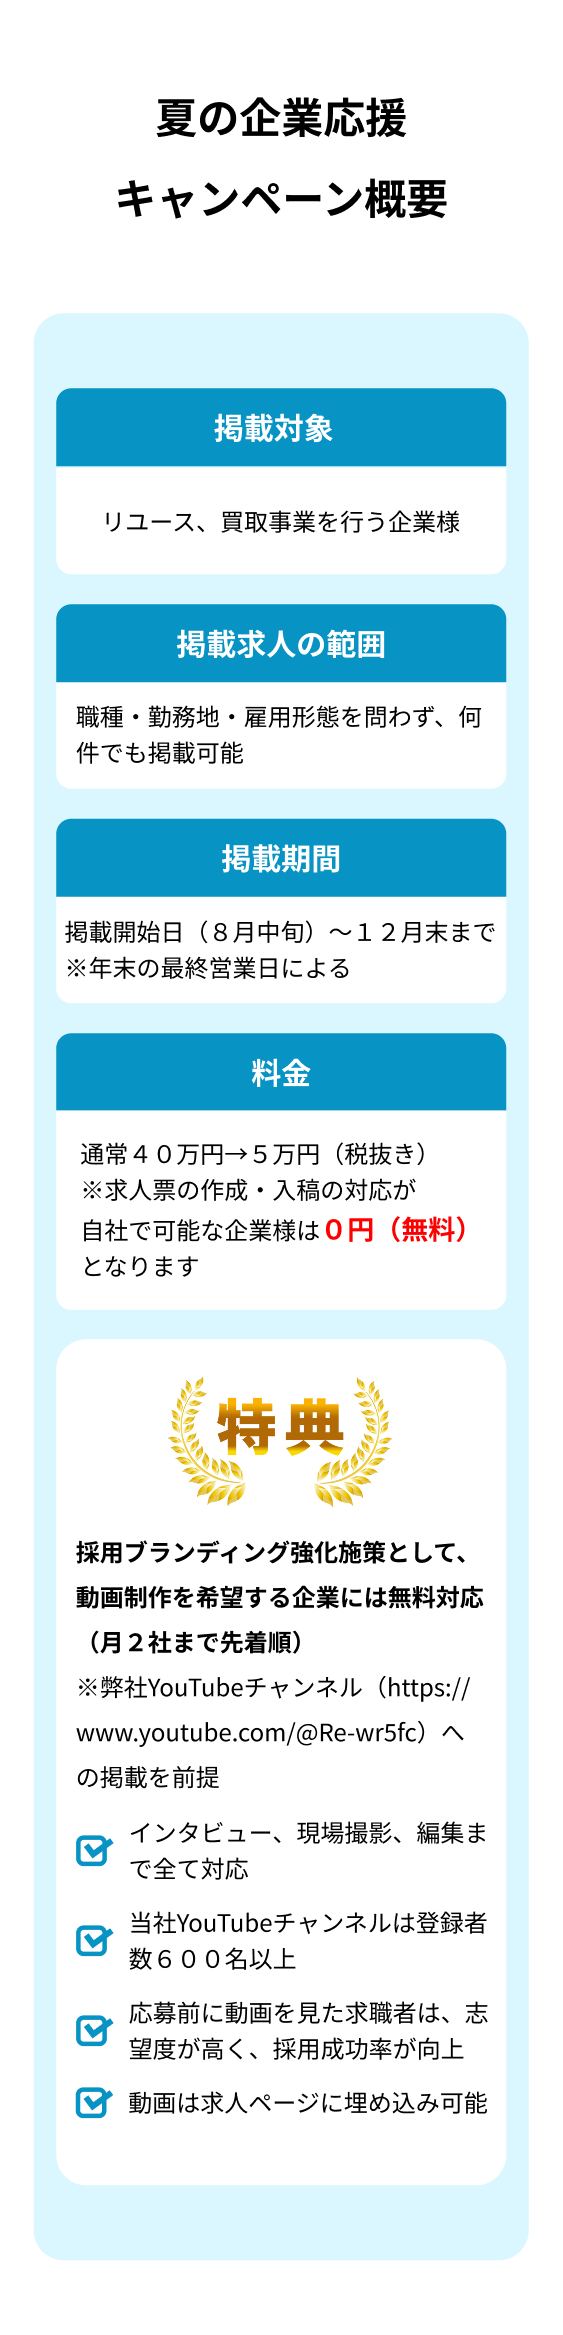 夏の企業応援
キャンペーン概要
掲載対象
リユース、買取事業を行う企業様
掲載求人の範囲
職種・勤務地・雇用形態を問わず、何
件でも掲載可能
掲載期間
掲載開始日（８月中旬）～１２月末まで
※年末の最終営業日による
料金
通常４０万円→５万円（税抜き）
※求人票の作成・入稿の対応が
自社で可能な企業様は０円（無料）
となります
特典
採用ブランディング強化施策として、
動画制作を希望する企業には無料対応
（月２社まで先着順）
※弊社YouTubeチャンネル（https://
www.youtube.com/@Re-wr5fc）へ
の掲載を前提
インタビュー、現場撮影、編集ま
で全て対応
当社YouTubeチャンネルは登録者
数６００名以上
応募前に動画を見た求職者は、志
望度が高く、採用成功率が向上
動画は求人ページに埋め込み可能